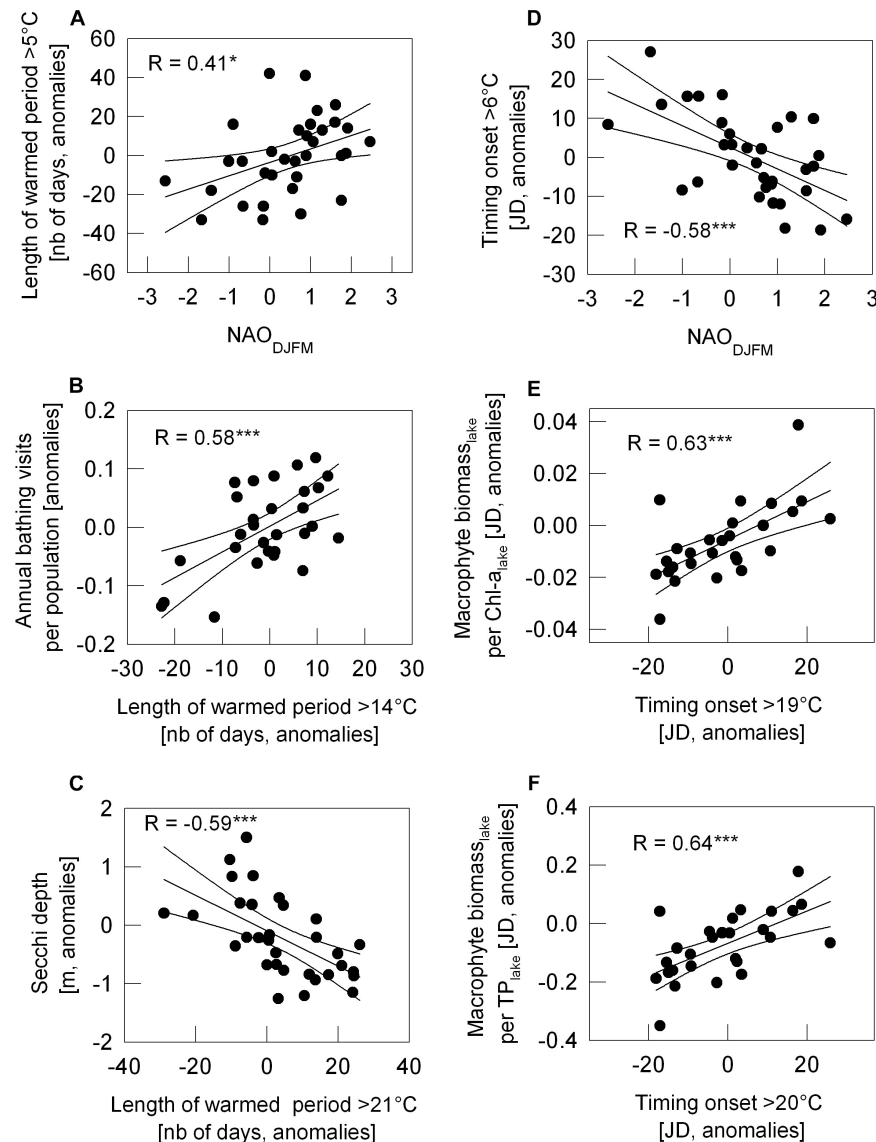 A
Length of warmed period >5°C
[nb of days, anomalies]
60
40
20
0
-20
-40
-60
R = 0.41*
-3
-2
-1
0
1
2
3
NAO DJFM
B
Annual bathing visits
per population [anomalies]
0.2
0.1
0.0
-0.1
-0.2
R = 0.58***
-30
-20
-10
0
10
20
30
Length of warmed period >14°C
[nb of days, anomalies]
C
Secchi depth
[m, anomalies]
2
1
0
-1
-2
R = -0.59***
-40
-20
0
20
40
Length of warmed period >21°C
[nb of days, anomalies]
D
Timing onset >6°C
[JD, anomalies]
30
20
10
0
-10
-20
-30
R = -0.58***
-3
-2
-1
0
1
2
3
NAO DJFM
E
Macrophyte biomass lake
per Chl-a lake [JD, anomalies]
0.04
0.02
0.00
-0.02
-0.04
R = 0.63***
-20
0
20
Timing onset >19°C
[JD, anomalies]
F
Macrophyte biomass lake
per TP lake [JD, anomalies]
0.4
0.2
0.0
-0.2
-0.4
R = 0.64***
-20
0
20
Timing onset >20°C
[JD, anomalies]